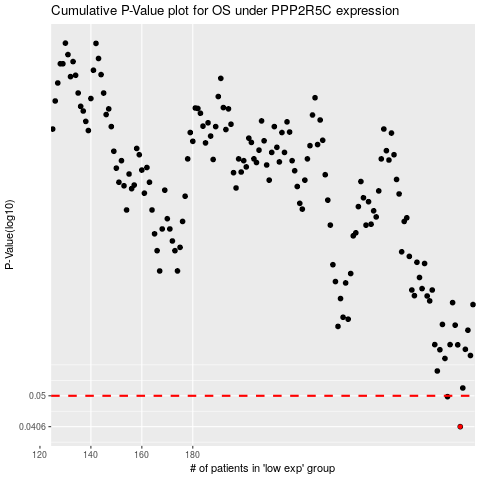 Cumulative P-Value plot for OS under PPP2R5C expression
P-Value(log10)
0.05
0.0406
120 140 160 180
# of patients in 'low exp' group